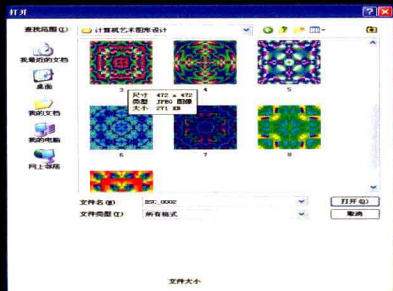 打开
查找范围(I): 计算机艺术图形设计
我最近的文档
桌面
我的文档
我的电脑
网上邻居
3 4 5
尺寸: 472 x 472
类型: JPEG 图像
大小: 271 KB
6 7 8
文件名(N): DSC_0002 打开(O)
文件类型(T): 所有格式 取消
文件大小